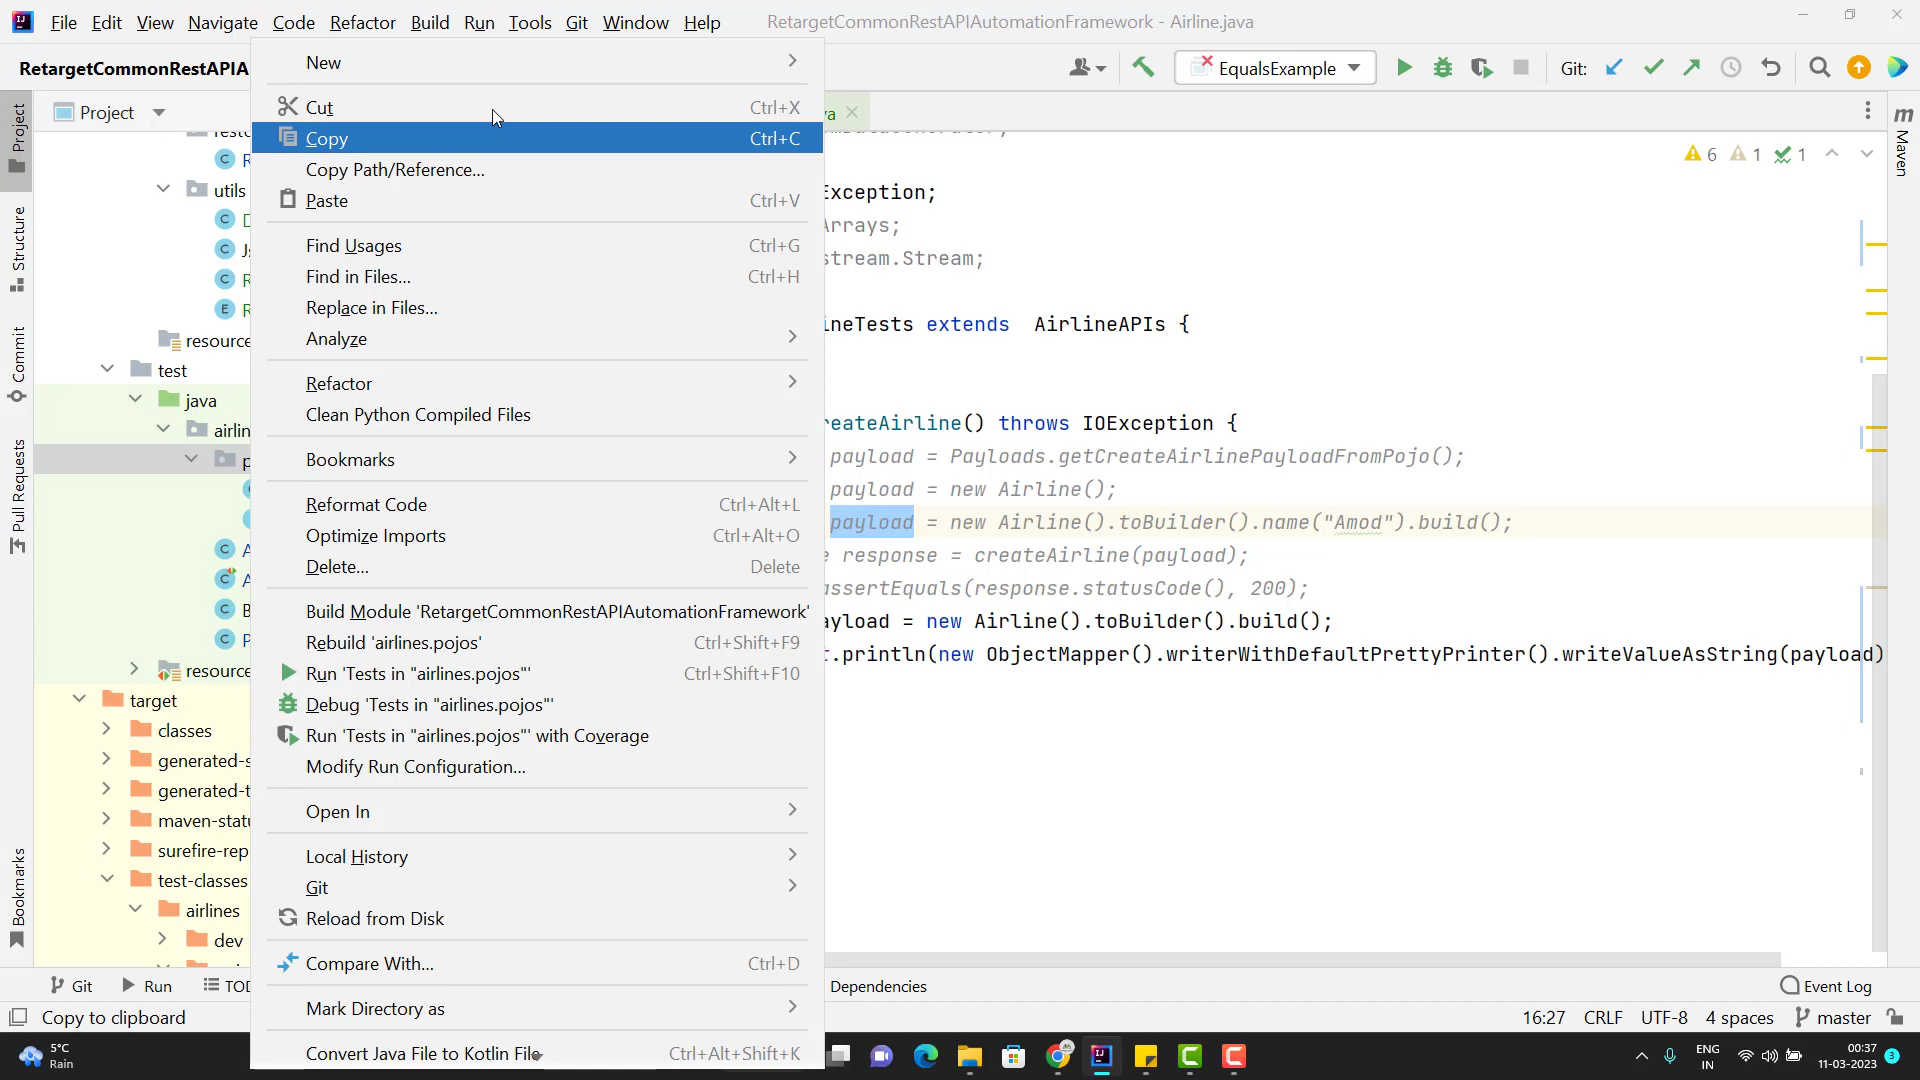 File Edit View Navigate Code Refactor Build Run Tools Git Window Help RetargetCommonRestAPIAutomationFramework - Airline.java
RetargetCommonRestAPIA
EqualsExample
Git:
Project
Project
Structure
Commit
Pull Requests
Bookmarks
Maven
utils
resource
test
java
airlin
resource
target
classes
generated-s
generated-t
maven-statu
surefire-rep
test-classes
airlines
dev
New
Cut Ctrl+X
Copy Ctrl+C
Copy Path/Reference...
Paste Ctrl+V
Find Usages Ctrl+G
Find in Files... Ctrl+H
Replace in Files...
Analyze
Refactor
Clean Python Compiled Files
Bookmarks
Reformat Code Ctrl+Alt+L
Optimize Imports Ctrl+Alt+O
Delete... Delete
Build Module 'RetargetCommonRestAPIAutomationFramework'
Rebuild 'airlines.pojos' Ctrl+Shift+F9
Run 'Tests in "airlines.pojos"' Ctrl+Shift+F10
Debug 'Tests in "airlines.pojos"'
Run 'Tests in "airlines.pojos"' with Coverage
Modify Run Configuration...
Open In
Local History
Git
Reload from Disk
Compare With... Ctrl+D
Mark Directory as
Convert Java File to Kotlin File Ctrl+Alt+Shift+K
6 1 1
Exception;
Arrays;
stream.Stream;
ineTests extends AirlineAPIs {
reateAirline() throws IOException {
payload = Payloads.getCreateAirlinePayloadFromPojo();
payload = new Airline();
payload = new Airline().toBuilder().name("Amod").build();
e response = createAirline(payload);
assertEquals(response.statusCode(), 200);
ayload = new Airline().toBuilder().build();
t.println(new ObjectMapper().writerWithDefaultPrettyPrinter().writeValueAsString(payload)
Git Run TOD Dependencies Event Log
Copy to clipboard 16:27 CRLF UTF-8 4 spaces master
5°C
Rain
ENG
IN
00:37
11-03-2023
3